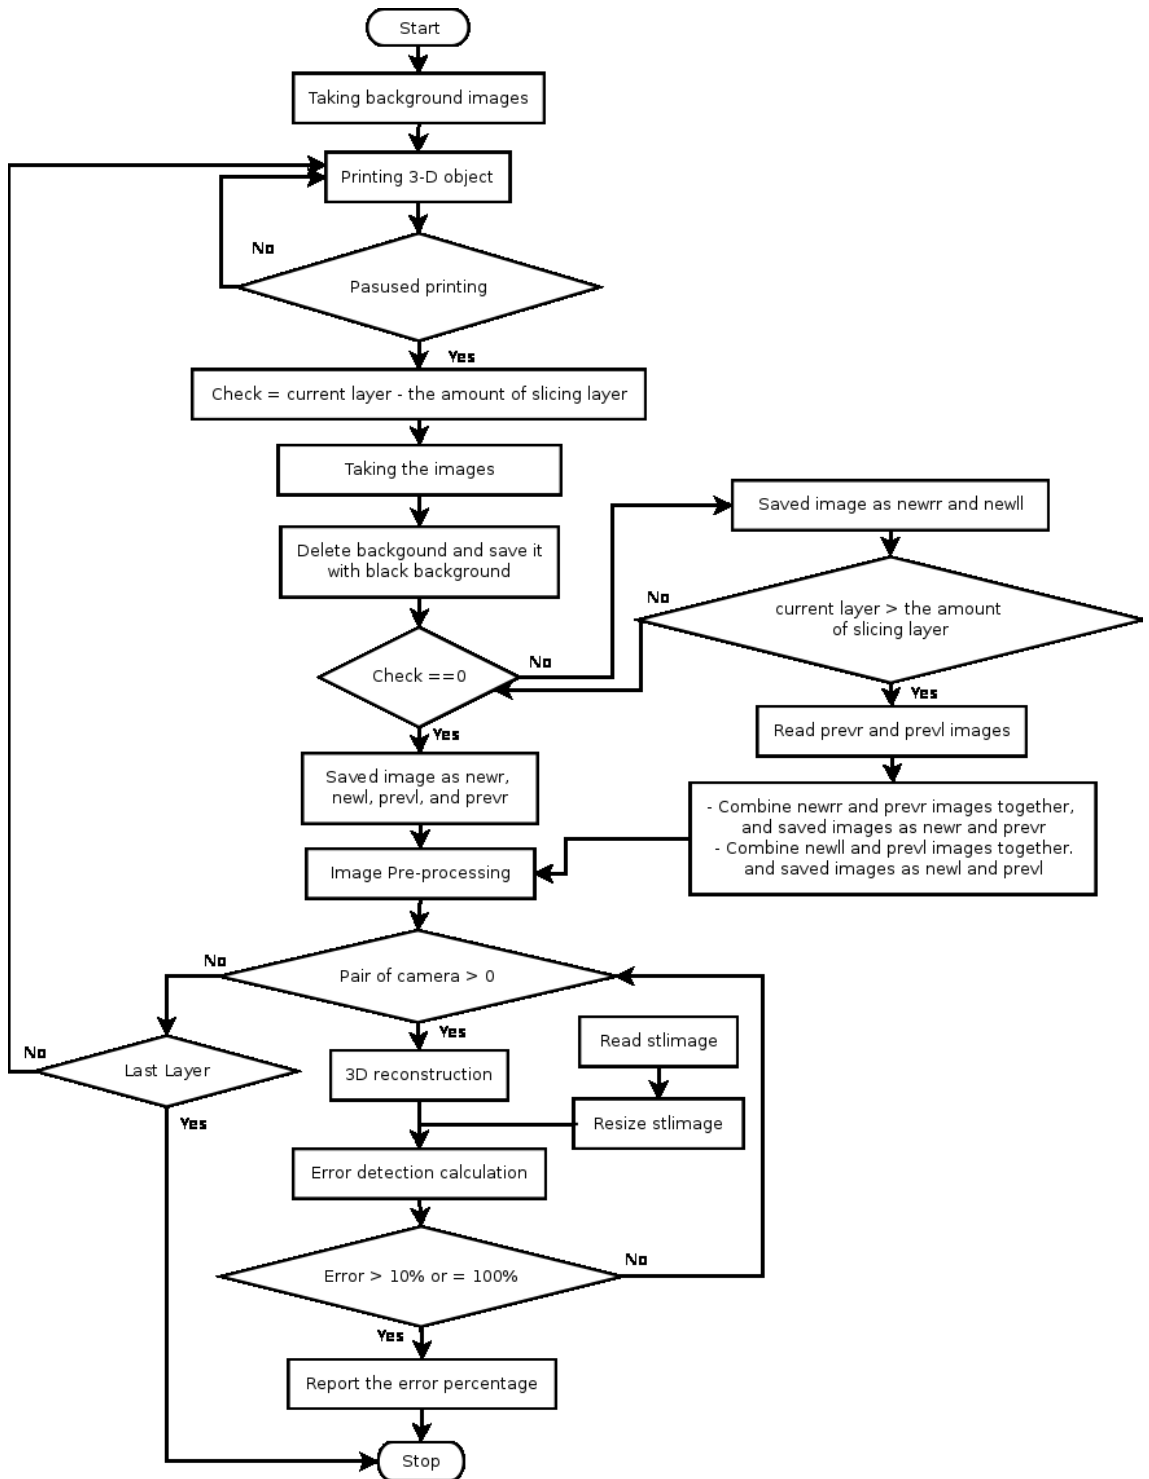 Start
Taking background images
Printing 3-D object
No
Pasused printing
Yes
Check = current layer - the amount of slicing layer
Taking the images
Saved image as newrr and newll
Delete backgound and save it
with black background
No
current layer > the amount
of slicing layer
Check ==0
No
Yes
Yes
Read prevr and prevl images
Saved image as newr,
newl, prevl, and prevr
- Combine newrr and prevr images together,
and saved images as newr and prevr
- Combine newll and prevl images together.
and saved images as newl and prevl
Image Pre-processing
No
Pair of camera > 0
Yes
Read stlimage
No
Last Layer
3D reconstruction
Yes
Resize stlimage
Error detection calculation
Error > 10% or = 100%
No
Yes
Report the error percentage
Stop